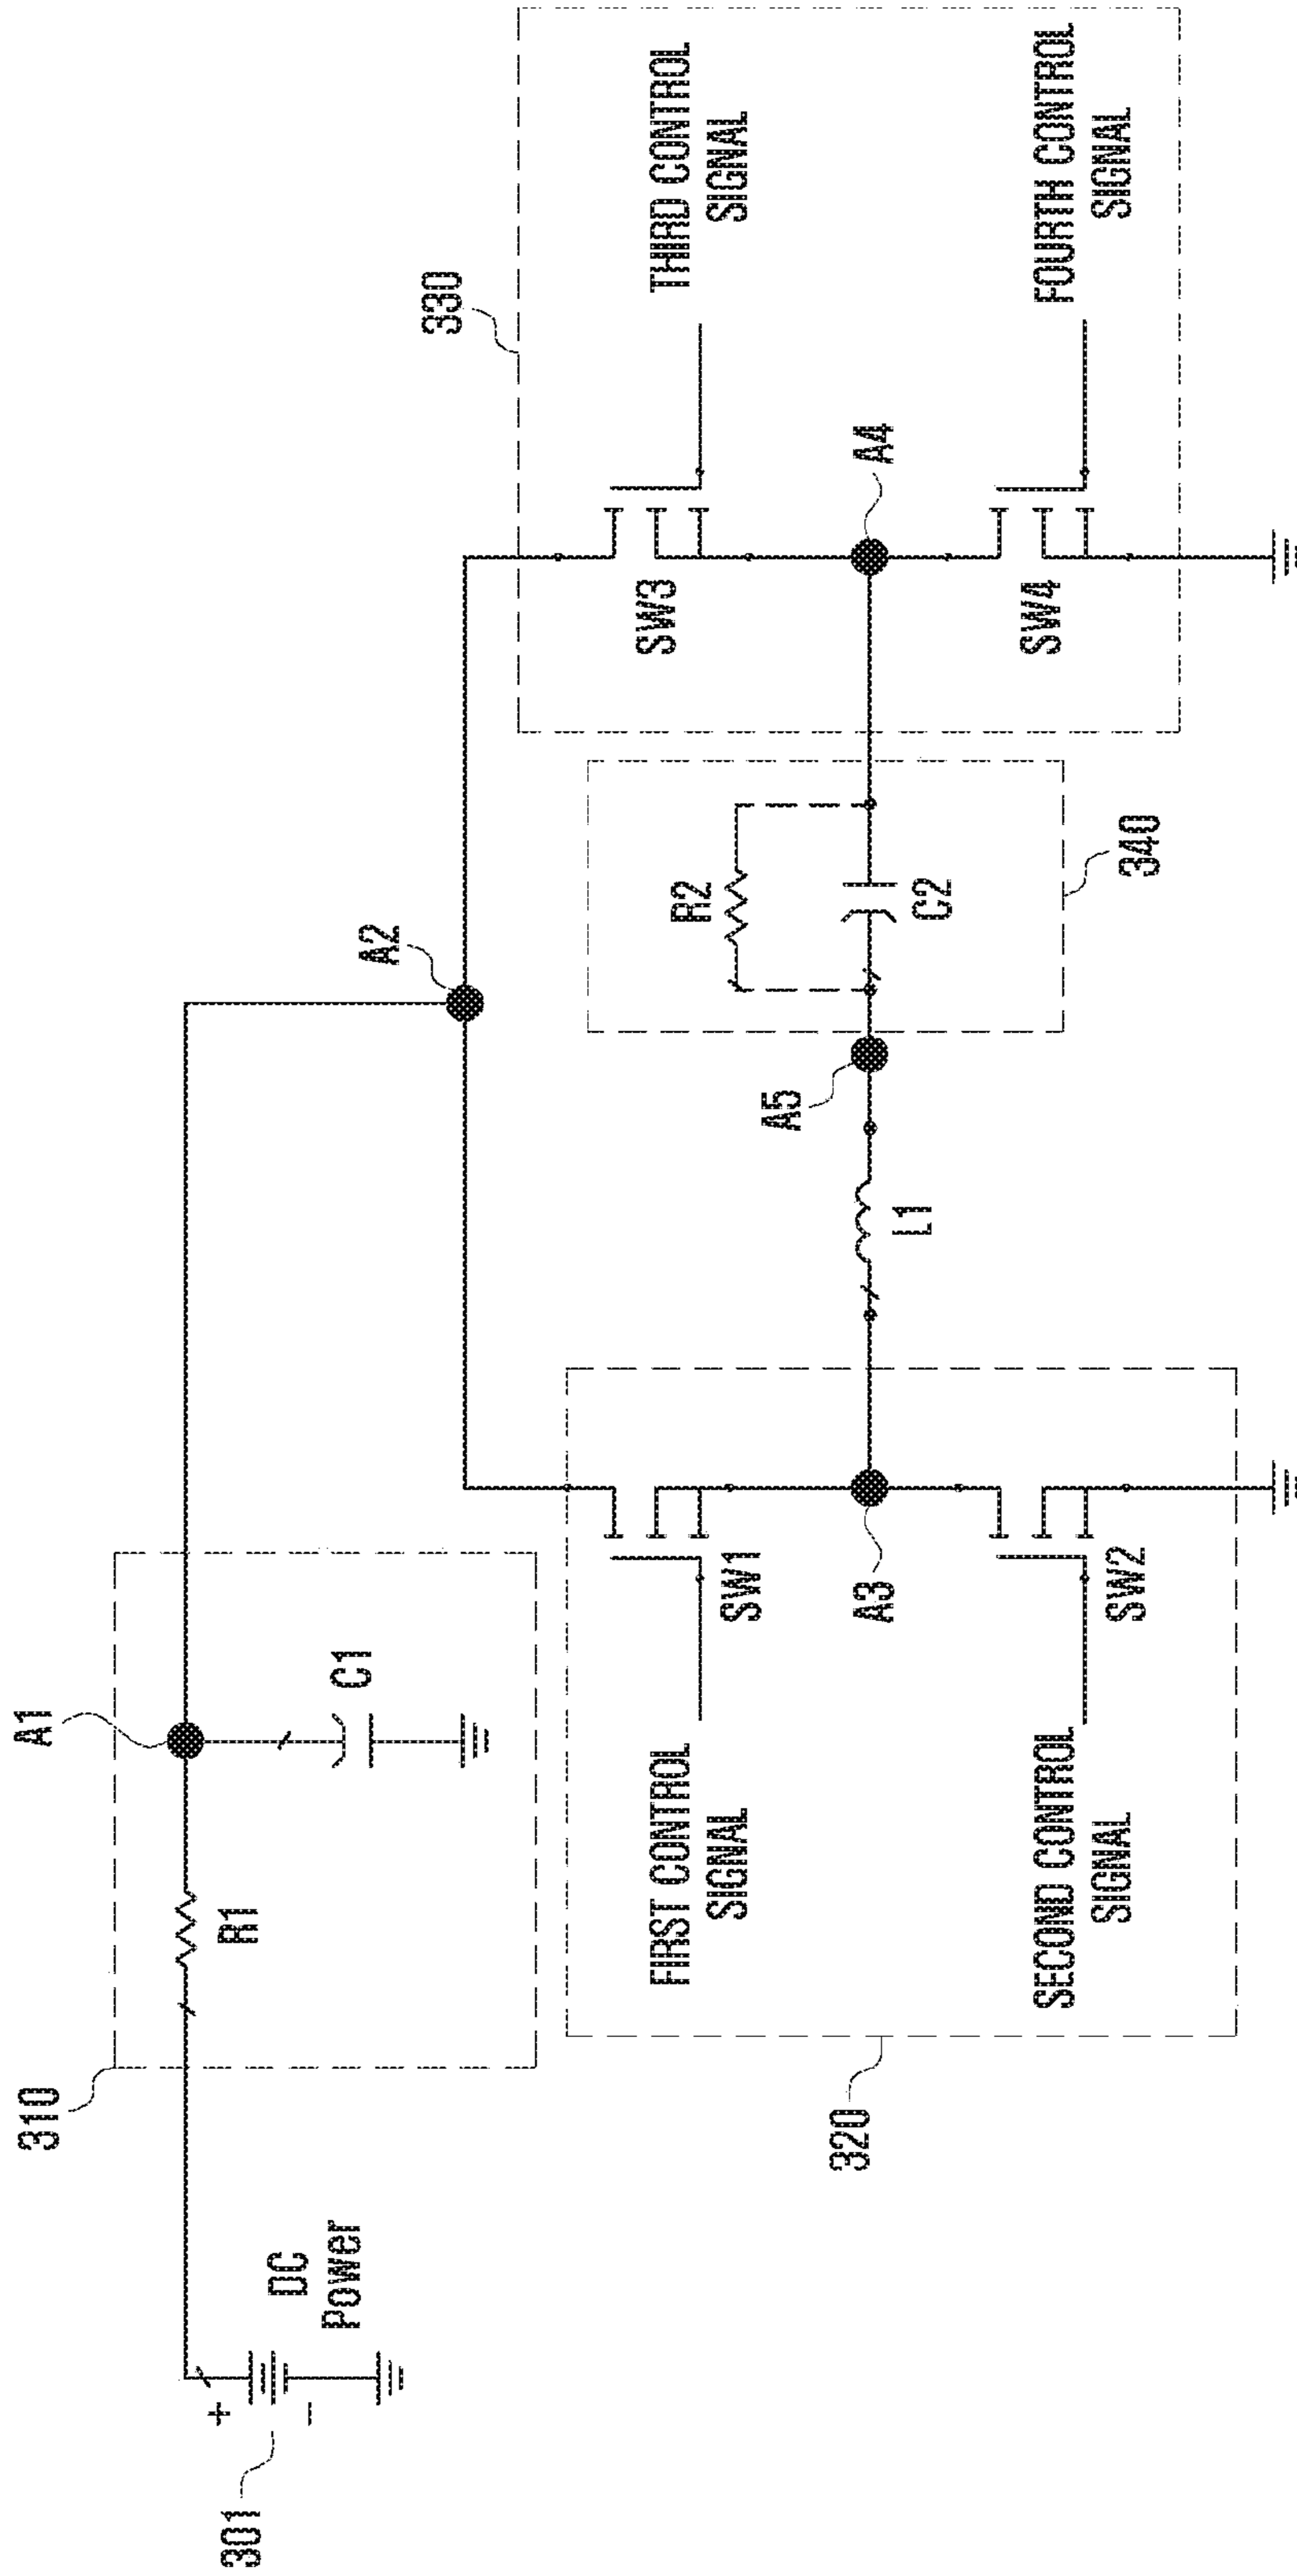 301
+
−
DC
Power
310
R1
A1
C1
A2
320
FIRST CONTROL
SIGNAL
SW1
A3
SECOND CONTROL
SIGNAL
SW2
L1
A5
R2
C2
340
330
SW3
THIRD CONTROL
SIGNAL
A4
SW4
FOURTH CONTROL
SIGNAL